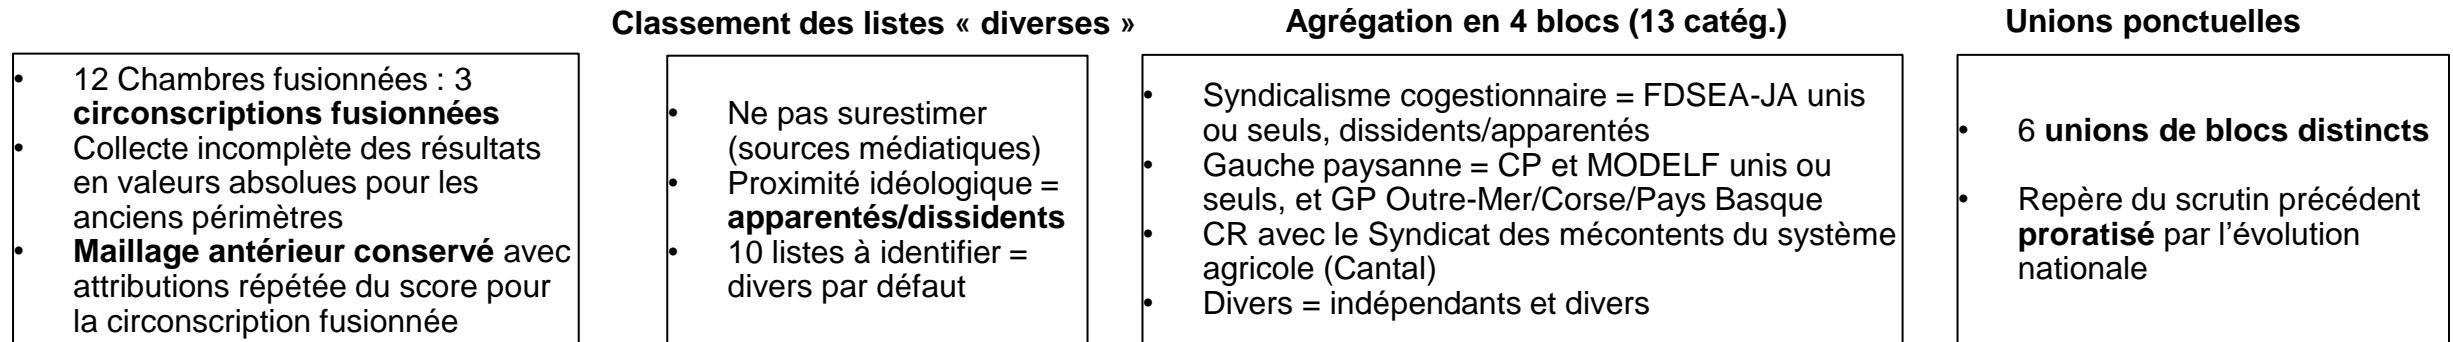 Classement des listes « diverses »
Agrégation en 4 blocs (13 catég.)
Unions ponctuelles
• 12 Chambres fusionnées : 3
circonscriptions fusionnées
• Collecte incomplète des résultats
en valeurs absolues pour les
anciens périmètres
• Maillage antérieur conservé avec
attributions répétée du score pour
la circonscription fusionnée
• Ne pas surestimer
(sources médiatiques)
• Proximité idéologique =
apparentés/dissidents
• 10 listes à identifier =
divers par défaut
• Syndicalisme cogestionnaire = FDSEA-JA unis
ou seuls, dissidents/apparentés
• Gauche paysanne = CP et MODELF unis ou
seuls, et GP Outre-Mer/Corse/Pays Basque
• CR avec le Syndicat des mécontents du système
agricole (Cantal)
• Divers = indépendants et divers
• 6 unions de blocs distincts
• Repère du scrutin précédent
proratisé par l’évolution
nationale